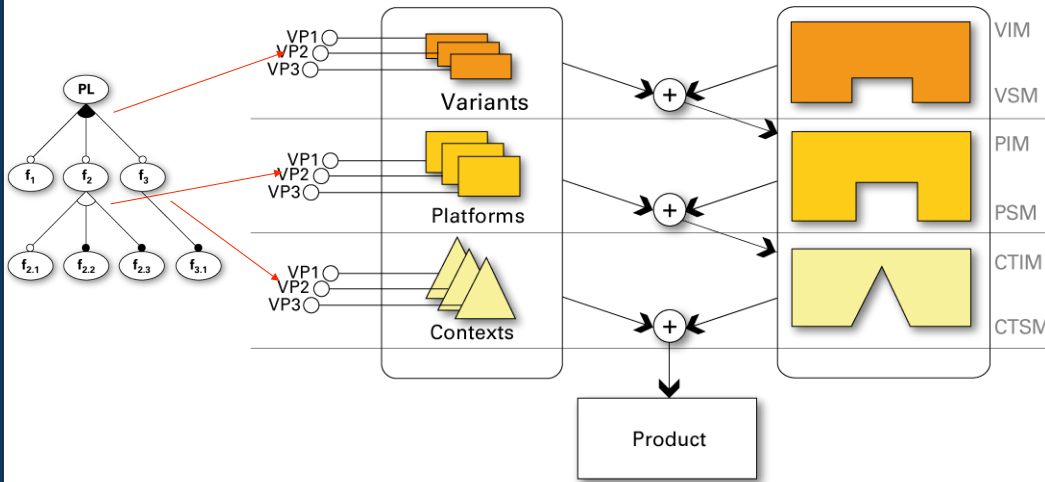 PL
f1
f2
f3
f2.1
f2.2
f2.3
f3.1
VP1
VP2
VP3
Variants
+
VIM
VSM
VP1
VP2
VP3
Platforms
+
PIM
PSM
VP1
VP2
VP3
Contexts
+
CTIM
CTSM
Product